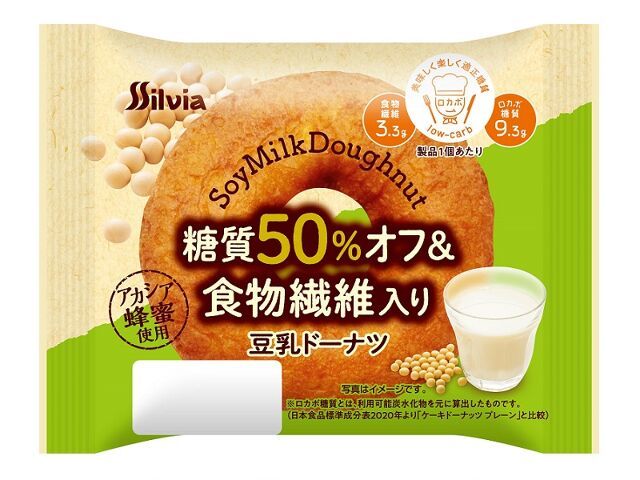 Silvia
SoyMilkDoughnut
食物
繊維
3.3g
美味しく楽しく適正糖質
ロカボ
low-carb
ロカボ
糖質
9.3g
製品1個あたり
糖質50%オフ&
食物繊維入り
豆乳ドーナツ
アカシア
蜂蜜
使用
写真はイメージです。
※ロカボ糖質とは、利用可能炭水化物を元に算出したものです。
(日本食品標準成分表2020年より「ケーキドーナッツ プレーン」と比較)